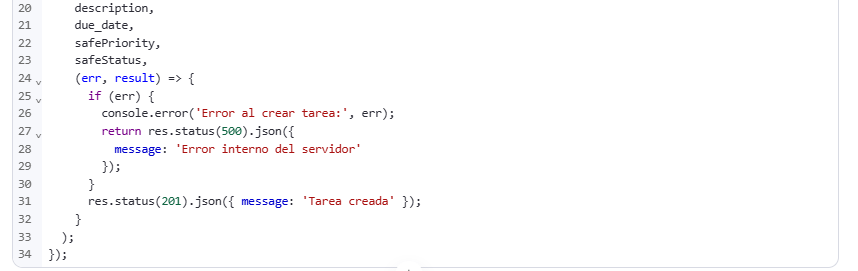 20 description,
21 due_date,
22 safePriority,
23 safeStatus,
24 (err, result) => {
25 if (err) {
26 console.error('Error al crear tarea:', err);
27 return res.status(500).json({
28 message: 'Error interno del servidor'
29 });
30 }
31 res.status(201).json({ message: 'Tarea creada' });
32 }
33 );
34 });